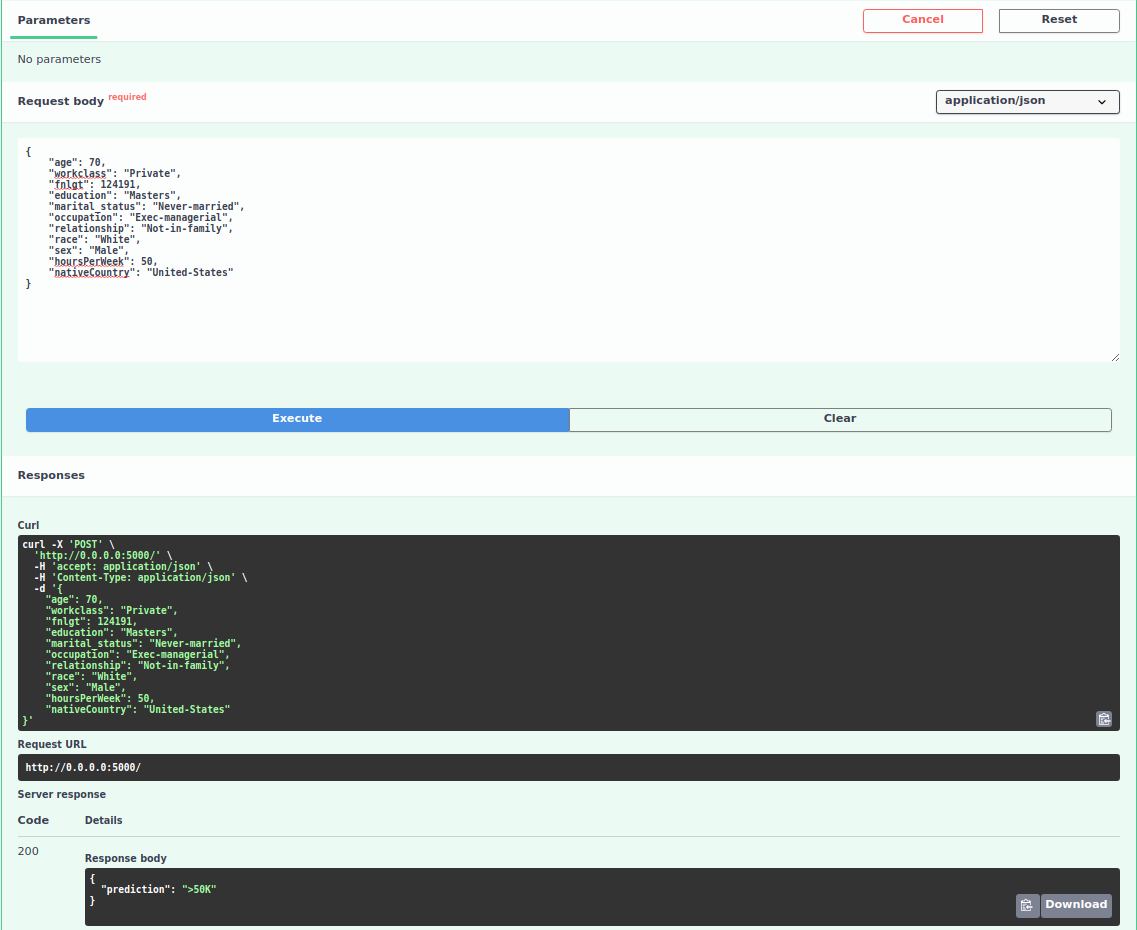 Parameters
Cancel
Reset
No parameters
Request body required
application/json
{
    "age": 70,
    "workclass": "Private",
    "fnlgt": 124191,
    "education": "Masters",
    "marital_status": "Never-married",
    "occupation": "Exec-managerial",
    "relationship": "Not-in-family",
    "race": "White",
    "sex": "Male",
    "hoursPerWeek": 50,
    "nativeCountry": "United-States"
}
Execute
Clear
Responses
Curl
curl -X 'POST' \
  'http://0.0.0.0:5000/' \
  -H 'accept: application/json' \
  -H 'Content-Type: application/json' \
  -d '{
    "age": 70,
    "workclass": "Private",
    "fnlgt": 124191,
    "education": "Masters",
    "marital_status": "Never-married",
    "occupation": "Exec-managerial",
    "relationship": "Not-in-family",
    "race": "White",
    "sex": "Male",
    "hoursPerWeek": 50,
    "nativeCountry": "United-States"
}'
Request URL
http://0.0.0.0:5000/
Server response
Code
Details
200
Response body
{
  "prediction": ">50K"
}
Download